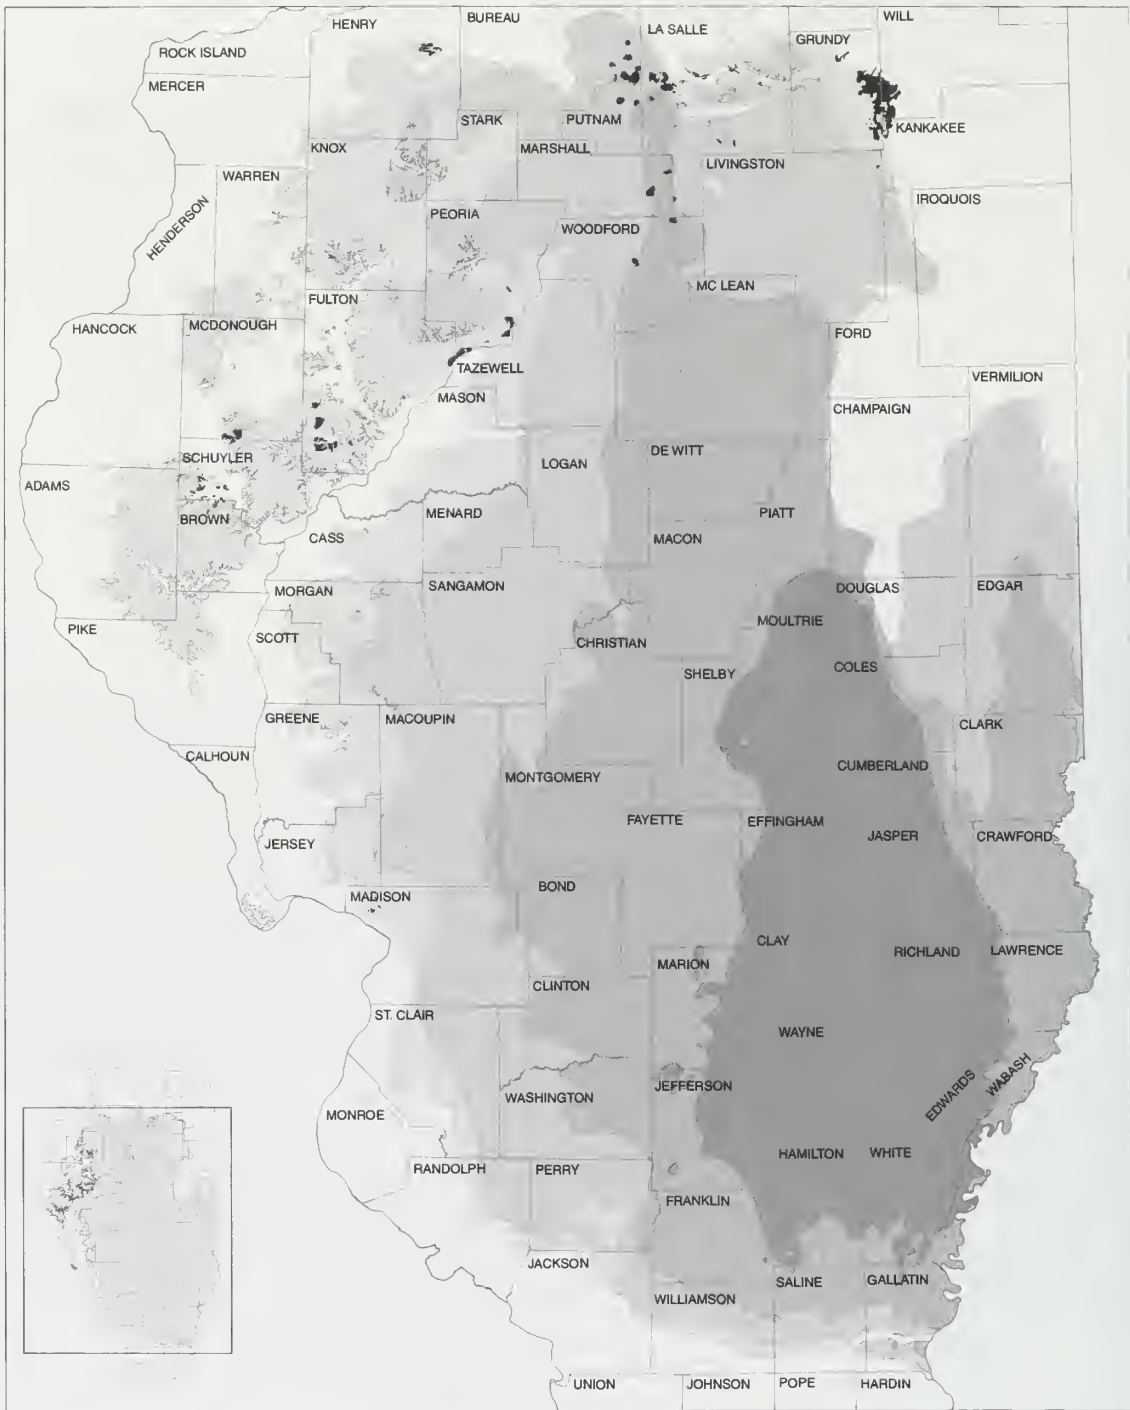 BUREAU
WILL
HENRY
LA SALLE
GRUNDY
ROCK ISLAND
MERCER
STARK
PUTNAM
KANKAKEE
KNOX
MARSHALL
LIVINGSTON
WARREN
IROQUOIS
HENDERSON
PEORIA
WOODFORD
MC LEAN
FULTON
HANCOCK
MCDONOUGH
FORD
TAZEWELL
VERMILION
MASON
CHAMPAIGN
SCHUYLER
DE WITT
LOGAN
ADAMS
BROWN
MENARD
PIATT
CASS
MACON
MORGAN
SANGAMON
DOUGLAS
EDGAR
PIKE
MOULTRIE
SCOTT
CHRISTIAN
SHELBY
COLES
GREENE
MACOUPIN
CLARK
CALHOUN
CUMBERLAND
MONTGOMERY
FAYETTE
EFFINGHAM
JASPER
CRAWFORD
JERSEY
BOND
MADISON
CLAY
RICHLAND
LAWRENCE
MARION
CLINTON
ST. CLAIR
WAYNE
JEFFERSON
EDWARDS
WABASH
WASHINGTON
MONROE
HAMILTON
WHITE
RANDOLPH
PERRY
FRANKLIN
JACKSON
SALINE
GALLATIN
WILLIAMSON
UNION
JOHNSON
POPE
HARDIN